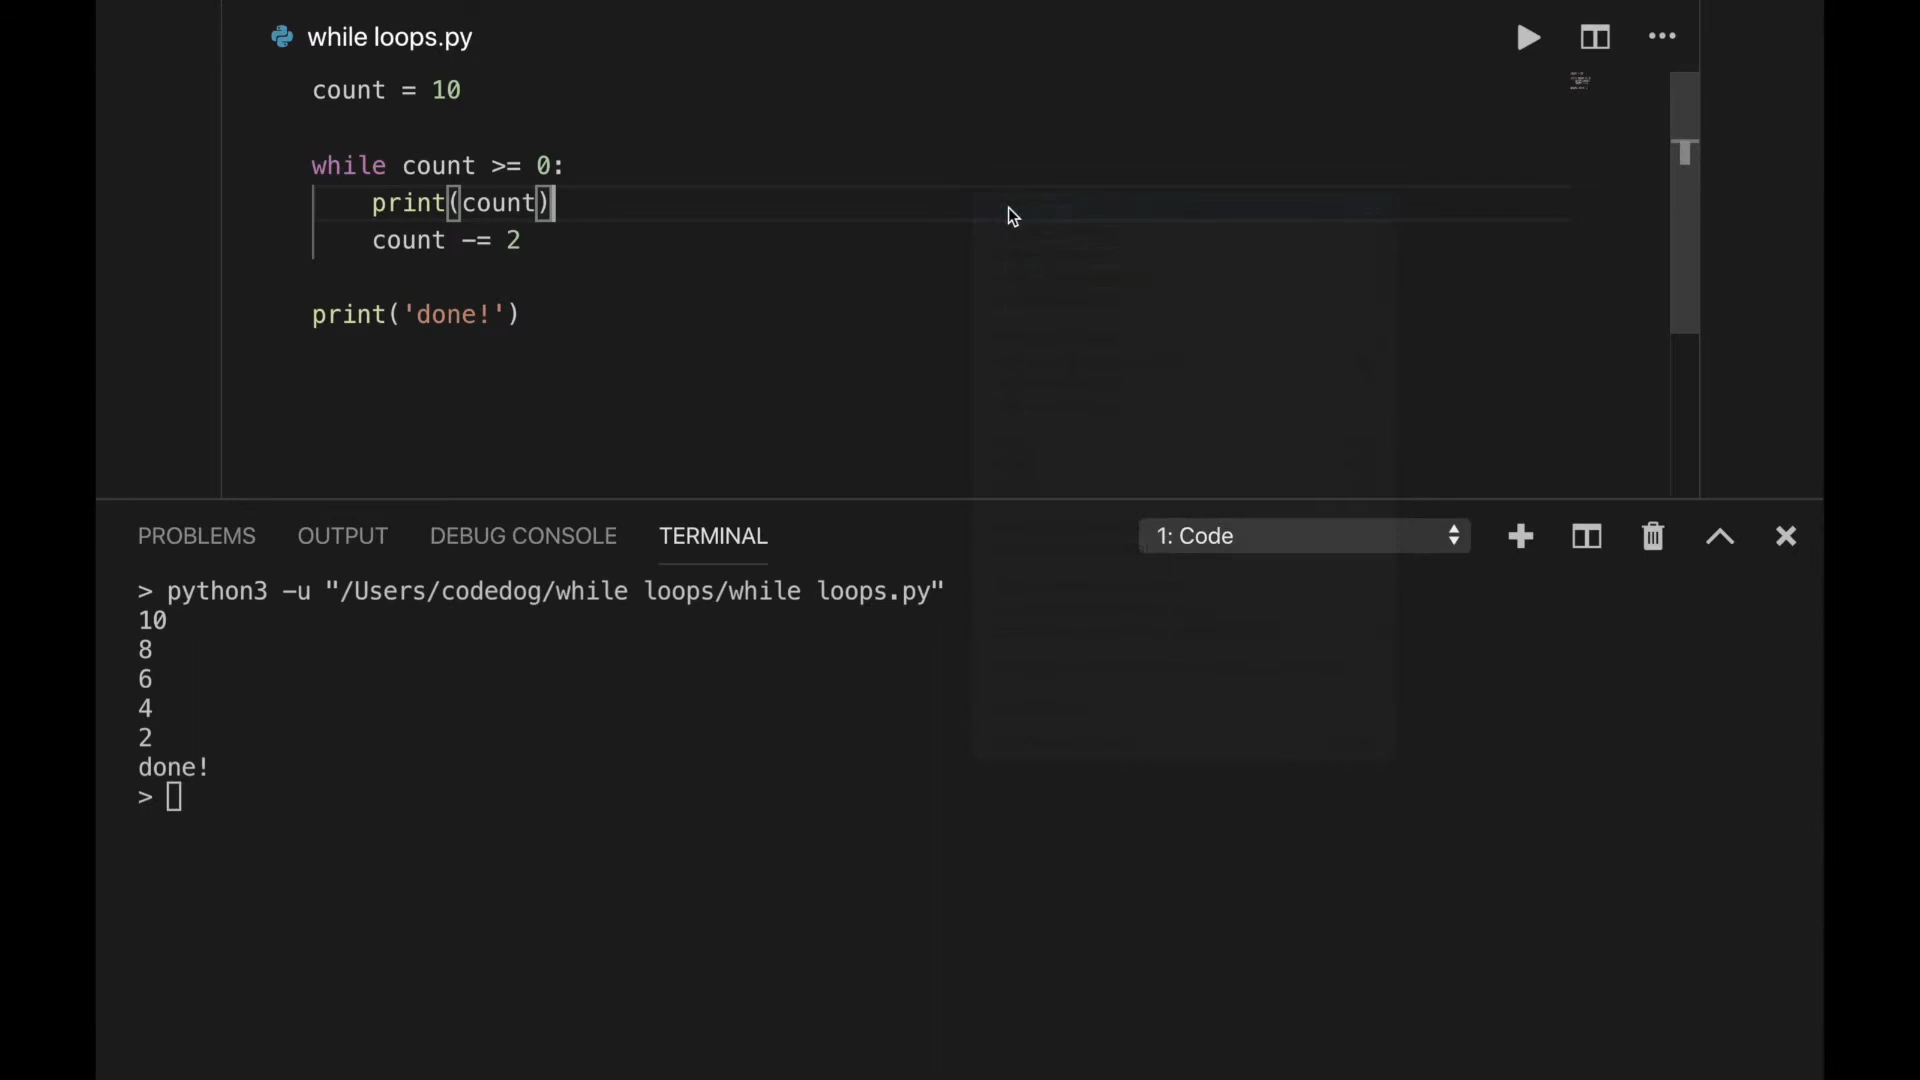 while loops.py
count = 10
while count >= 0:
print(count)
count -= 2
print('done!')
PROBLEMS OUTPUT DEBUG CONSOLE TERMINAL 1: Code
> python3 -u "/Users/codedog/while loops/while loops.py"
10
8
6
4
2
done!
>